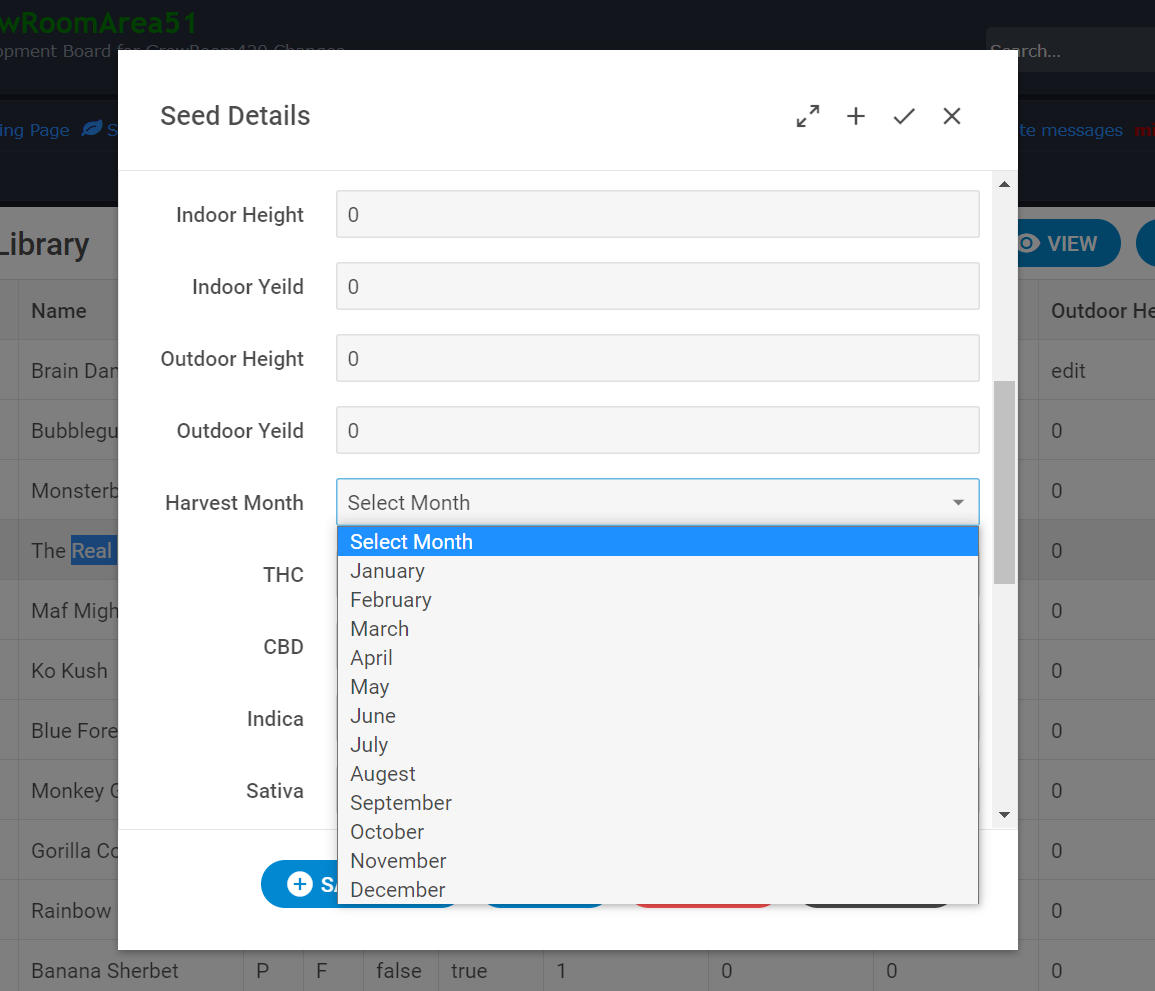 wRoomArea51
opment Board for GrowRoom420 Changes
Search...
ing Page
te messages
Library
VIEW
Seed Details
Indoor Height 0
Indoor Yeild 0
Outdoor Height 0
Outdoor Yeild 0
Harvest Month Select Month
Select Month
January
February
March
April
May
June
July
Augest
September
October
November
December
THC
CBD
Indica
Sativa
Name Outdoor He
Brain Dam edit
Bubblegu 0
Monsterb 0
The Real 0
Maf Migh 0
Ko Kush 0
Blue Fore 0
Monkey G 0
Gorilla Co 0
Rainbow 0
Banana Sherbet P F false true 1 0 0 0